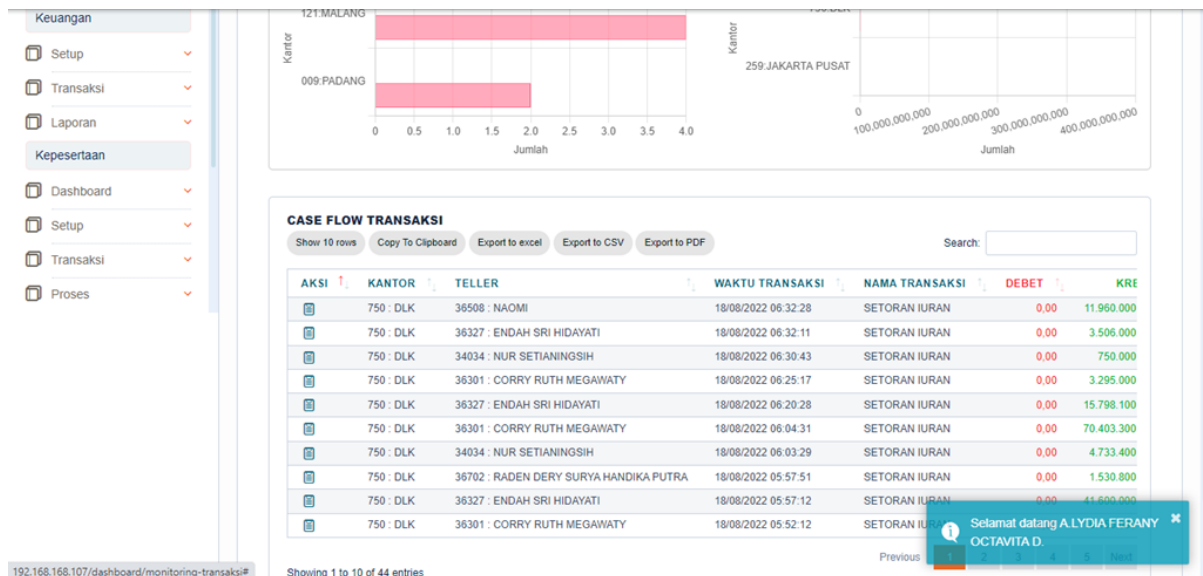 Keuangan
Setup
Transaksi
Laporan
Kepesertaan
Dashboard
Setup
Transaksi
Proses
121:MALANG
009:PADANG
Kantor
0 0.5 1.0 1.5 2.0 2.5 3.0 3.5 4.0
Jumlah
Kantor
259:JAKARTA PUSAT
0 100,000,000,000 200,000,000,000 300,000,000,000 400,000,000,000
Jumlah
CASE FLOW TRANSAKSI
Show 10 rows Copy To Clipboard Export to excel Export to CSV Export to PDF Search:
AKSI KANTOR TELLER WAKTU TRANSAKSI NAMA TRANSAKSI DEBET KRE
750 : DLK 36508 : NAOMI 18/08/2022 06:32:28 SETORAN IURAN 0,00 11.960.000
750 : DLK 36327 : ENDAH SRI HIDAYATI 18/08/2022 06:32:11 SETORAN IURAN 0,00 3.506.000
750 : DLK 34034 : NUR SETIANINGSIH 18/08/2022 06:30:43 SETORAN IURAN 0,00 750.000
750 : DLK 36301 : CORRY RUTH MEGAWATY 18/08/2022 06:25:17 SETORAN IURAN 0,00 3.295.000
750 : DLK 36327 : ENDAH SRI HIDAYATI 18/08/2022 06:20:28 SETORAN IURAN 0,00 15.798.100
750 : DLK 36301 : CORRY RUTH MEGAWATY 18/08/2022 06:04:31 SETORAN IURAN 0,00 70.403.300
750 : DLK 34034 : NUR SETIANINGSIH 18/08/2022 06:03:29 SETORAN IURAN 0,00 4.733.400
750 : DLK 36702 : RADEN DERY SURYA HANDIKA PUTRA 18/08/2022 05:57:51 SETORAN IURAN 0,00 1.530.800
750 : DLK 36327 : ENDAH SRI HIDAYATI 18/08/2022 05:57:12 SETORAN IURAN 0,00 41.600.000
750 : DLK 36301 : CORRY RUTH MEGAWATY 18/08/2022 05:52:12 SETORAN IURAN
Selamat datang A.LYDIA FERANY
OCTAVITA D.
Previous 1 2 3 4 5 Next
Showing 1 to 10 of 44 entries
192.168.168.107/dashboard/monitoring-transaksi#